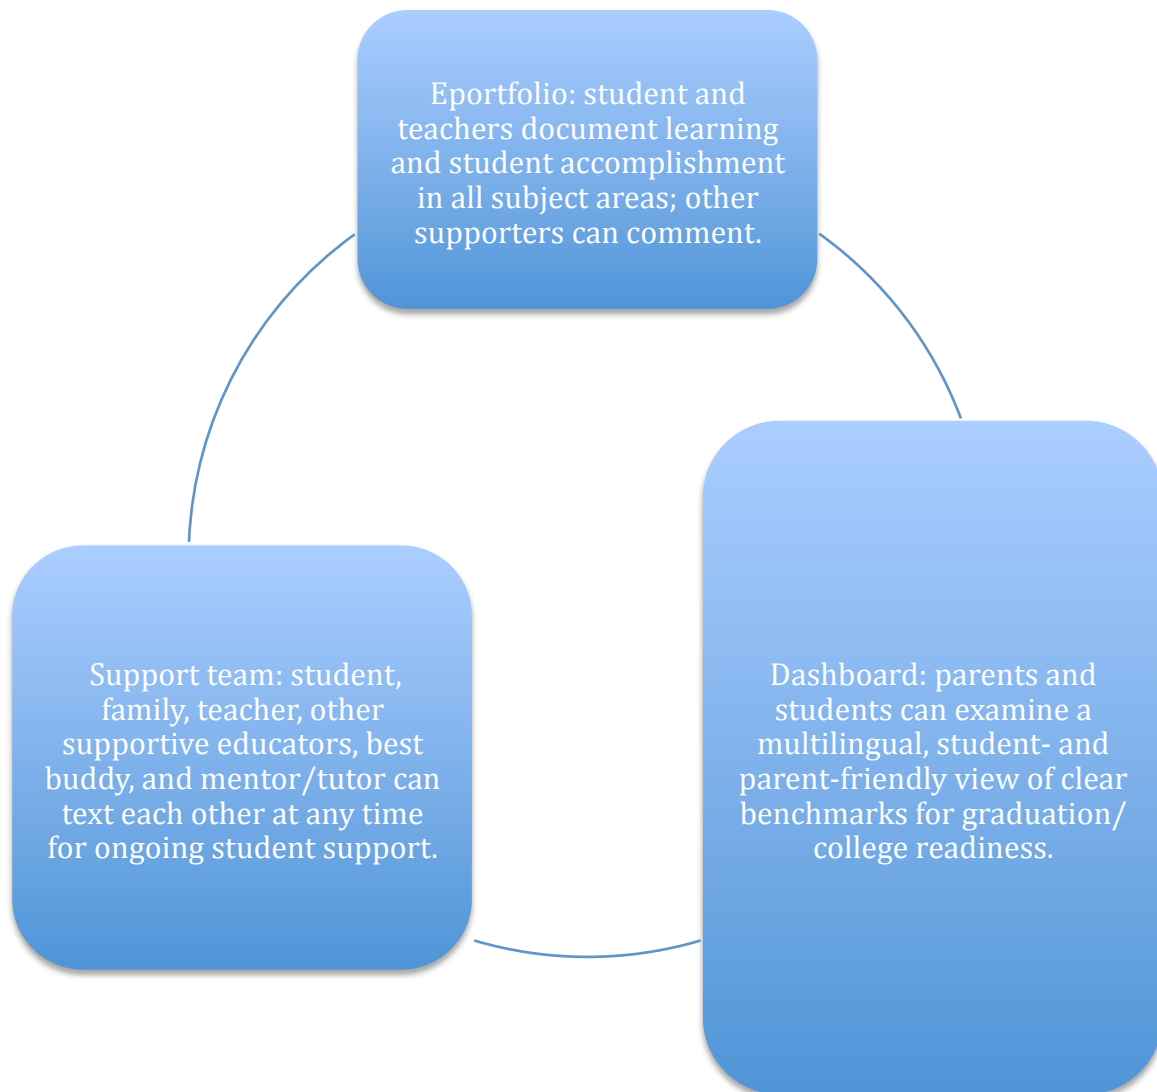 Eportfolio: student and
teachers document learning
and student accomplishment
in all subject areas; other
supporters can comment.
Dashboard: parents and
students can examine a
multilingual, student- and
parent-friendly view of clear
benchmarks for graduation/
college readiness.
Support team: student,
family, teacher, other
supportive educators, best
buddy, and mentor/tutor can
text each other at any time
for ongoing student support.